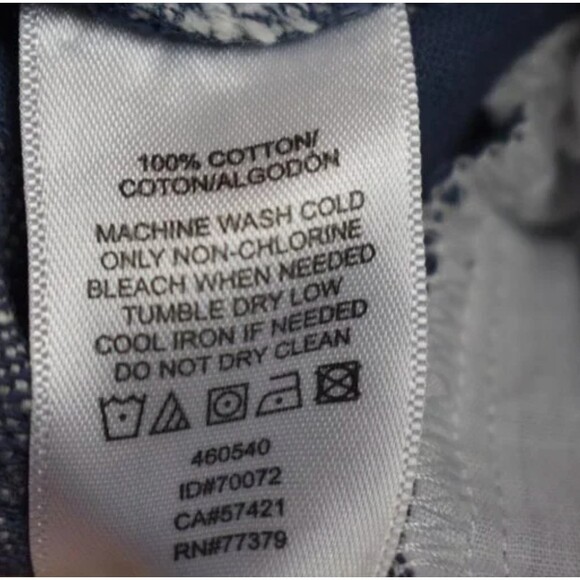 100% COTTON/
COTON/ALGODÓN
MACHINE WASH COLD
ONLY NON-CHLORINE
BLEACH WHEN NEEDED
TUMBLE DRY LOW
COOL IRON IF NEEDED
DO NOT DRY CLEAN
460540
ID#70072
CA#57421
RN#77379